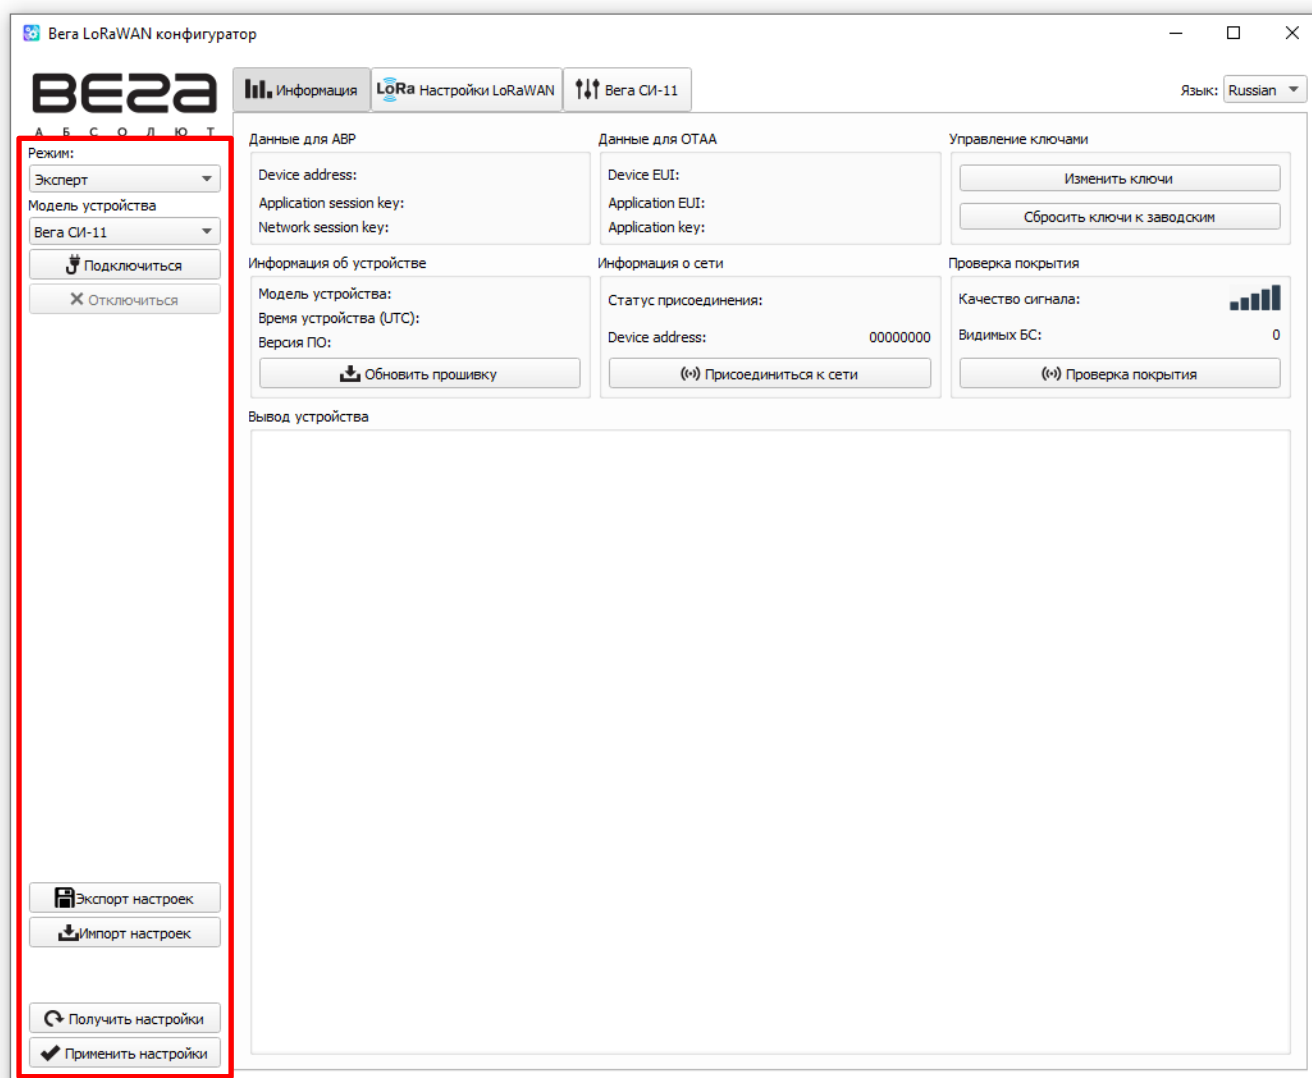 Вега LoRaWAN конфигуратор
ВЕГА
АБСОЛЮТ
Информация
LoRa Настройки LoRaWAN
Вега СИ-11
Язык: Russian
Режим:
Эксперт
Модель устройства
Вега СИ-11
Подключиться
Отключиться
Экспорт настроек
Импорт настроек
Получить настройки
Применить настройки
Данные для ABP
Device address:
Application session key:
Network session key:
Данные для OTAA
Device EUI:
Application EUI:
Application key:
Управление ключами
Изменить ключи
Сбросить ключи к заводским
Информация об устройстве
Модель устройства:
Время устройства (UTC):
Версия ПО:
Обновить прошивку
Информация о сети
Статус присоединения:
Device address: 00000000
Присоединиться к сети
Проверка покрытия
Качество сигнала:
Видимых БС: 0
Проверка покрытия
Вывод устройства